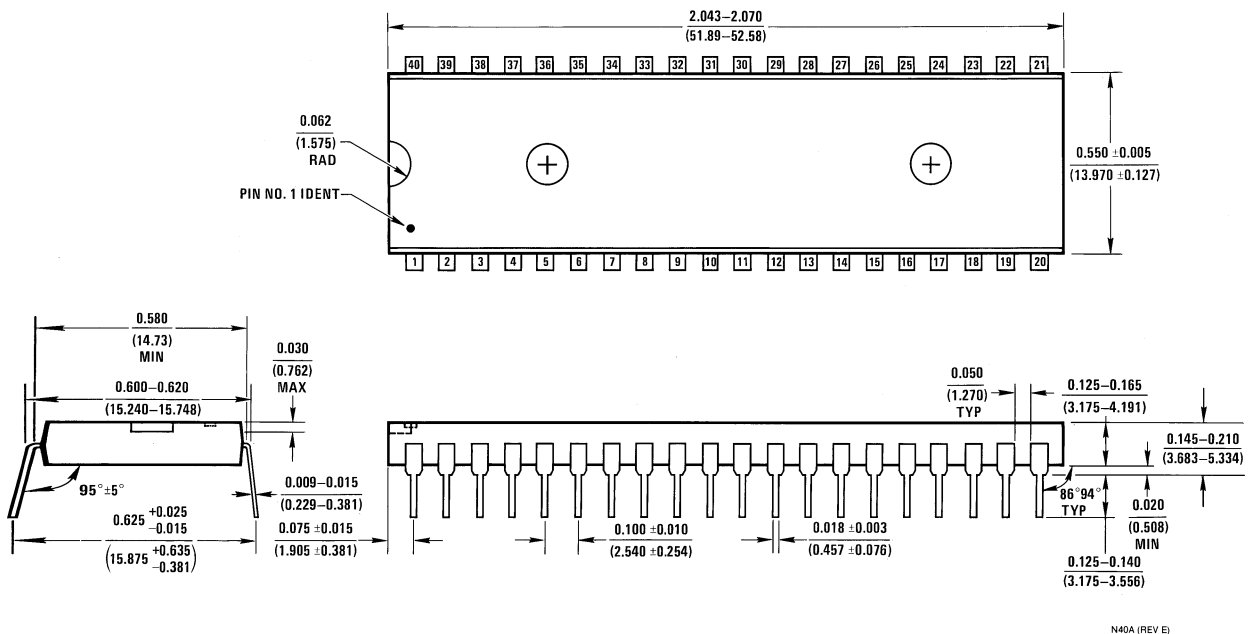 2.043–2.070
(51.89–52.58)
40 39 38 37 36 35 34 33 32 31 30 29 28 27 26 25 24 23 22 21
0.062
(1.575)
RAD
PIN NO. 1 IDENT
0.550 ±0.005
(13.970 ±0.127)
1 2 3 4 5 6 7 8 9 10 11 12 13 14 15 16 17 18 19 20
0.580
(14.73)
MIN
0.030
(0.762)
MAX
0.600–0.620
(15.240–15.748)
95°±5°
0.009–0.015
(0.229–0.381)
0.625 +0.025 -0.015
(15.875 +0.635 -0.381)
0.075 ±0.015
(1.905 ±0.381)
0.100 ±0.010
(2.540 ±0.254)
0.018 ±0.003
(0.457 ±0.076)
0.050
(1.270)
TYP
0.125–0.165
(3.175–4.191)
0.145–0.210
(3.683–5.334)
86°94°
TYP
0.020
(0.508)
MIN
0.125–0.140
(3.175–3.556)
N40A (REV E)